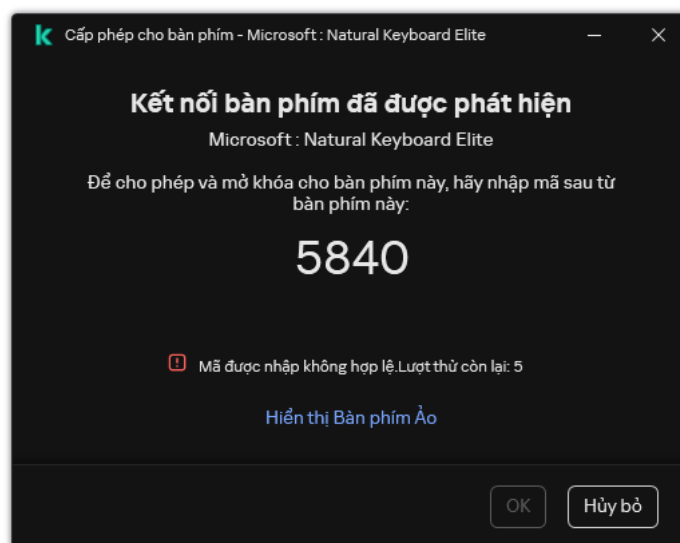 Cấp phép cho bàn phím - Microsoft : Natural Keyboard Elite
Kết nối bàn phím đã được phát hiện
Microsoft : Natural Keyboard Elite
Để cho phép và mở khóa cho bàn phím này, hãy nhập mã sau từ
bàn phím này:
5840
Mã được nhập không hợp lệ.Lượt thử còn lại: 5
Hiển thị Bàn phím Ảo
OK
Hủy bỏ